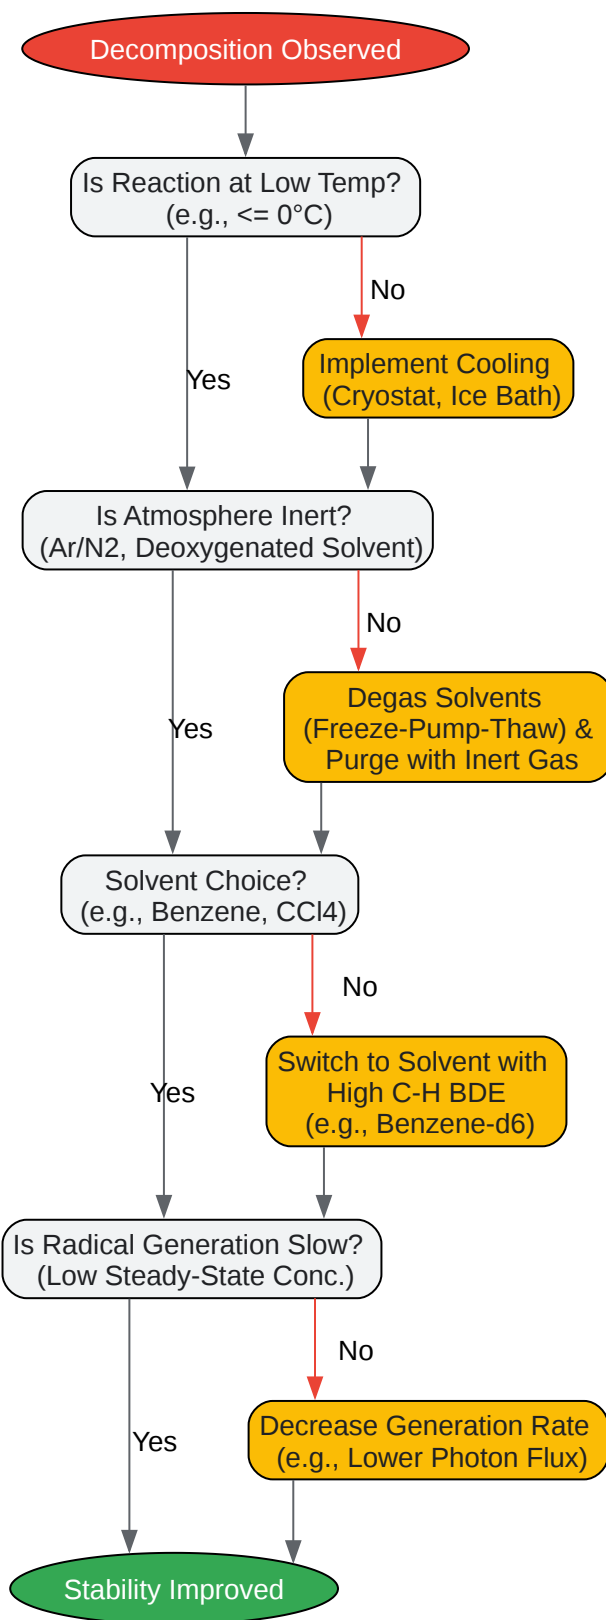 Decomposition Observed
Is Reaction at Low Temp?
(e.g., <= 0°C)
No
Implement Cooling
(Cryostat, Ice Bath)
Yes
Is Atmosphere Inert?
(Ar/N2, Deoxygenated Solvent)
No
Degas Solvents
(Freeze-Pump-Thaw) &
Purge with Inert Gas
Yes
Solvent Choice?
(e.g., Benzene, CCl4)
No
Switch to Solvent with
High C-H BDE
(e.g., Benzene-d6)
Yes
Is Radical Generation Slow?
(Low Steady-State Conc.)
No
Decrease Generation Rate
(e.g., Lower Photon Flux)
Yes
Stability Improved